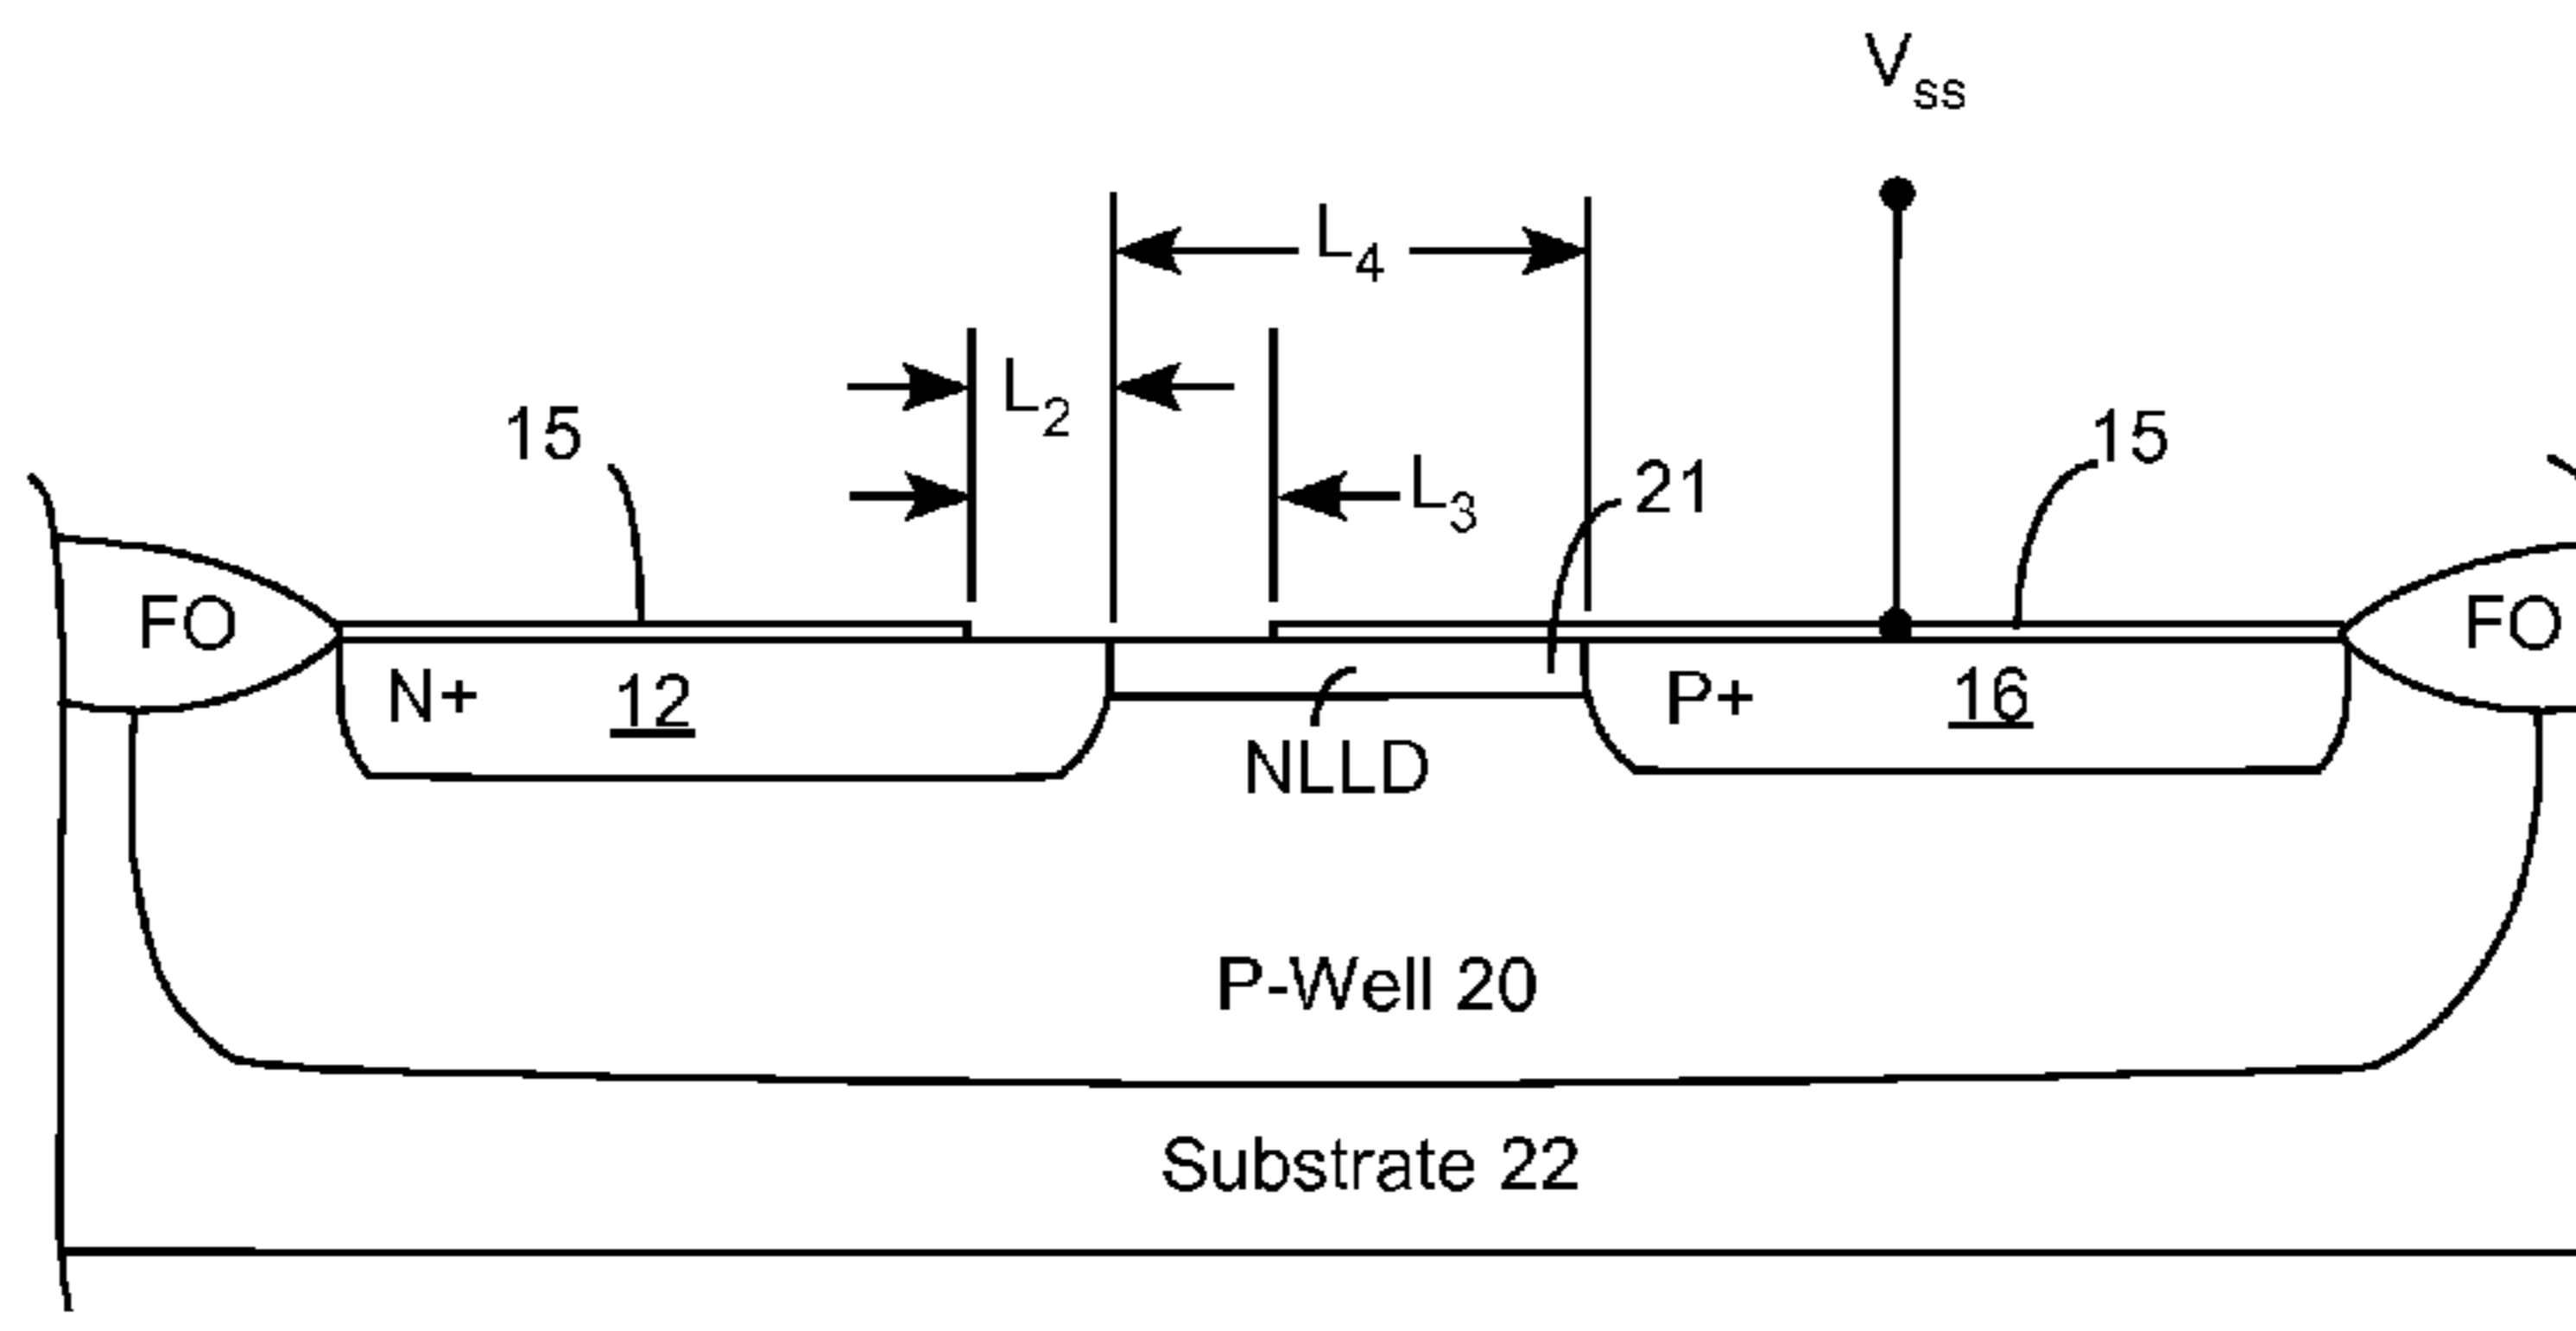 Vss
L4
L2
15
15
L3
21
FO
FO
N+
12
P+
16
NLLD
P-Well 20
Substrate 22